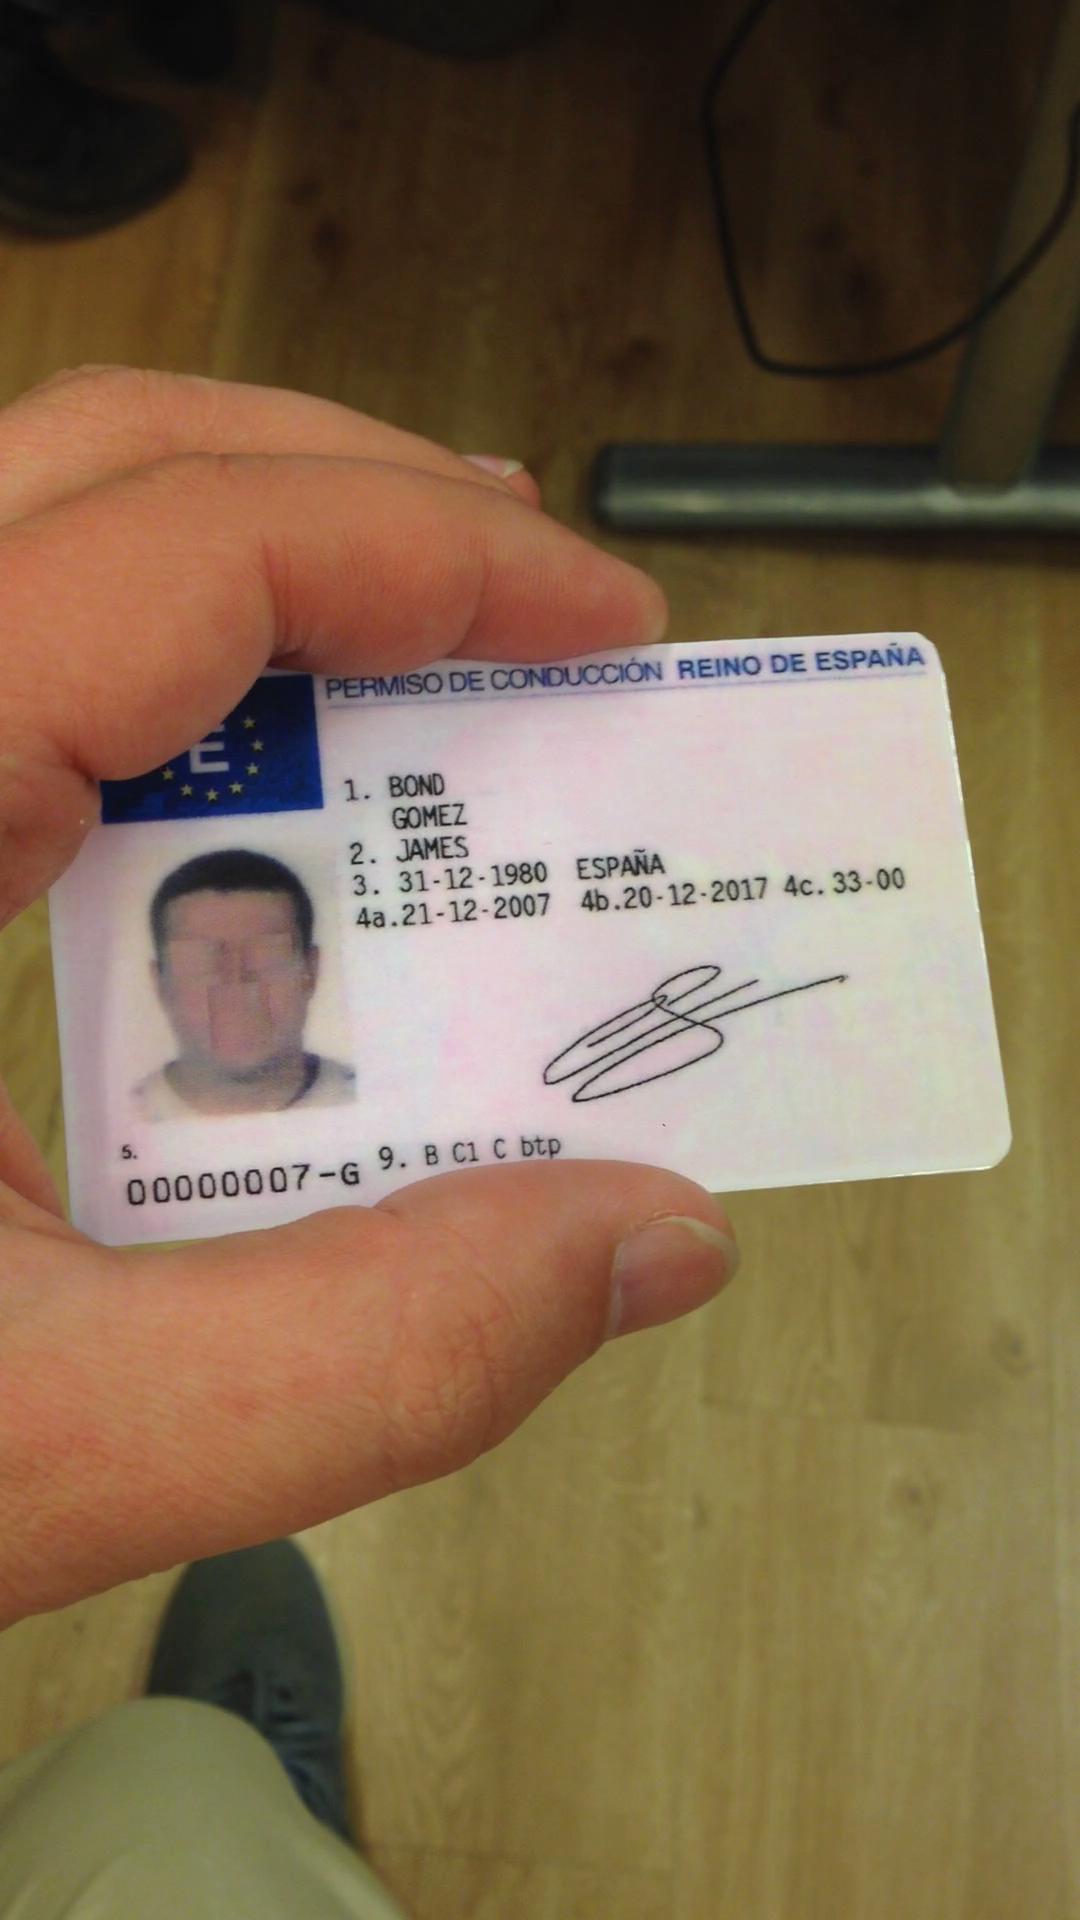 PERMISO DE CONDUCCIÓN REINO DE ESPAÑA
E
1. BOND
GOMEZ
2. JAMES
3. 31-12-1980 ESPAÑA
4a.21-12-2007 4b.20-12-2017 4c.33-00
5.
00000007-G 9. B C1 C btp